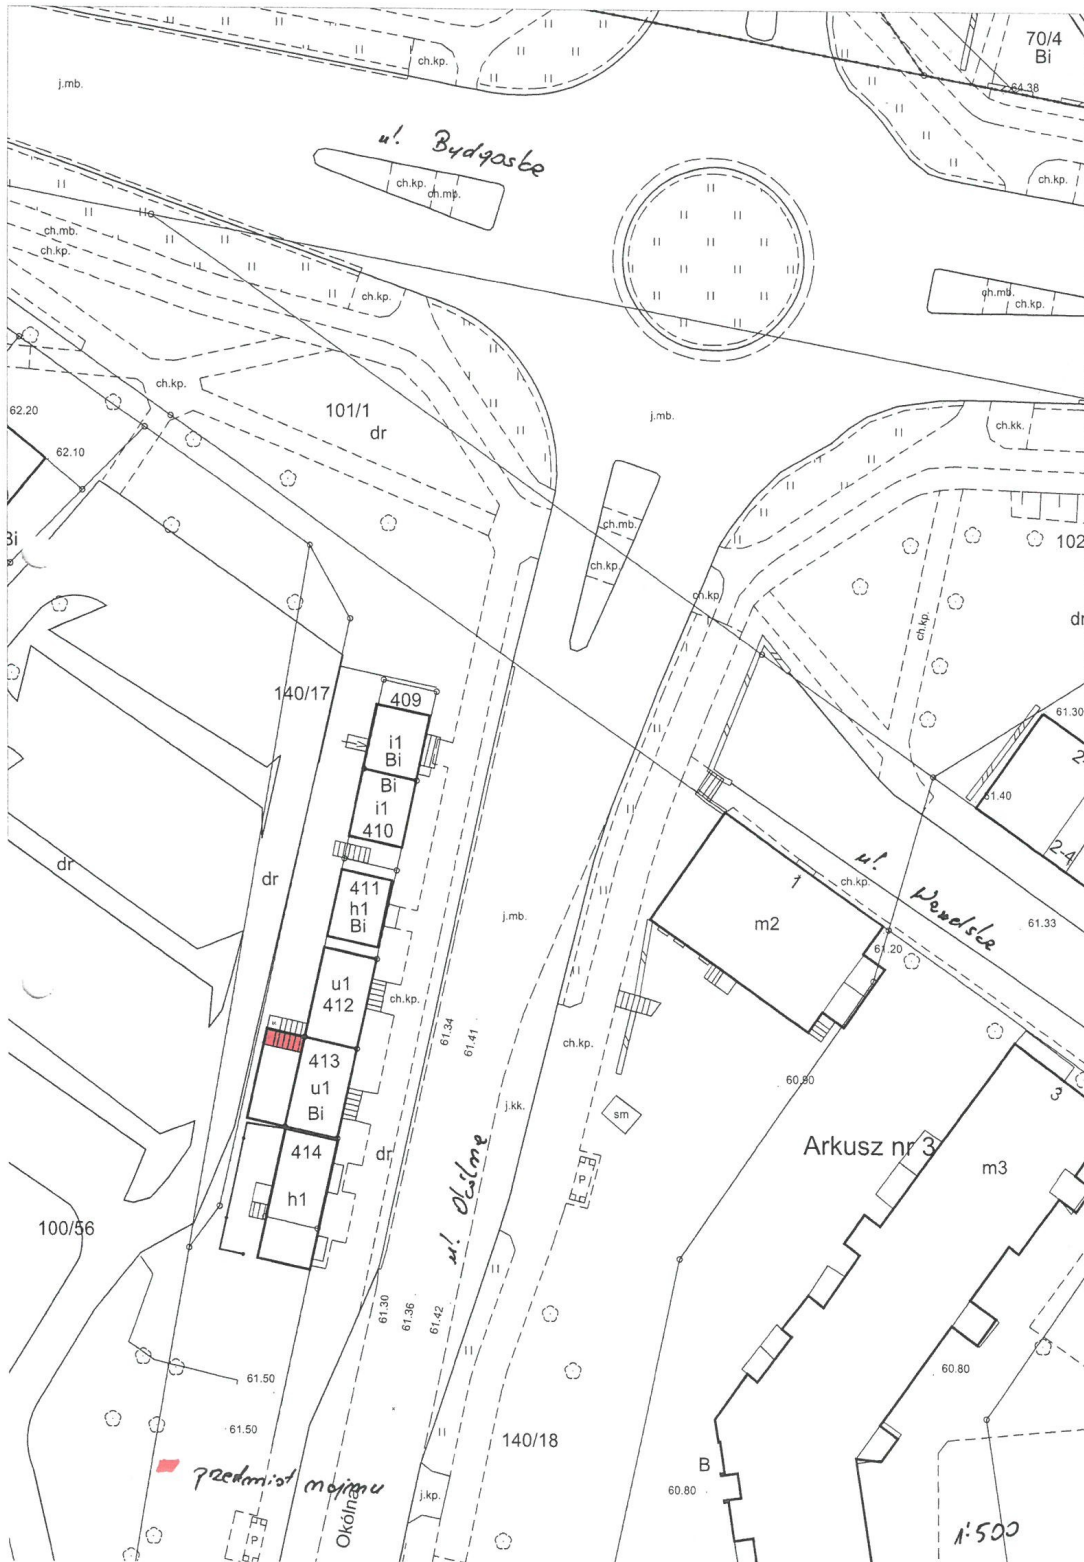 70/4
Bi
64.38
ch.kp.
j.mb.
ul. Bydgoska
ch.kp.
ch.mb.
ch.kp.
ch.mb.
ch.kp.
ch.kp.
ch.mb.
ch.kp.
ch.kp.
62.20
101/1
dr
j.mb.
ch.kk.
62.10
ch.mb.
ch.kp.
Bi
102
ch.kp.
ch.kp.
dr
140/17
409
i1
Bi
61.30
Bi
i1
410
61.40
2-4
dr
dr
411
h1
Bi
1
ul. Wawelska
ch.kp.
m2
61.33
j.mb.
61.20
u1
412
ch.kp.
61.34
61.41
ch.kp.
413
u1
Bi
60.90
3
j.kk.
sm
414
dr
Arkusz nr 3
m3
P
h1
100/56
ul. Okólna
61.30
61.36
61.42
61.50
60.80
61.50
140/18
przedmiot najmu
B
60.80
j.kp.
Okólna
P
1:500